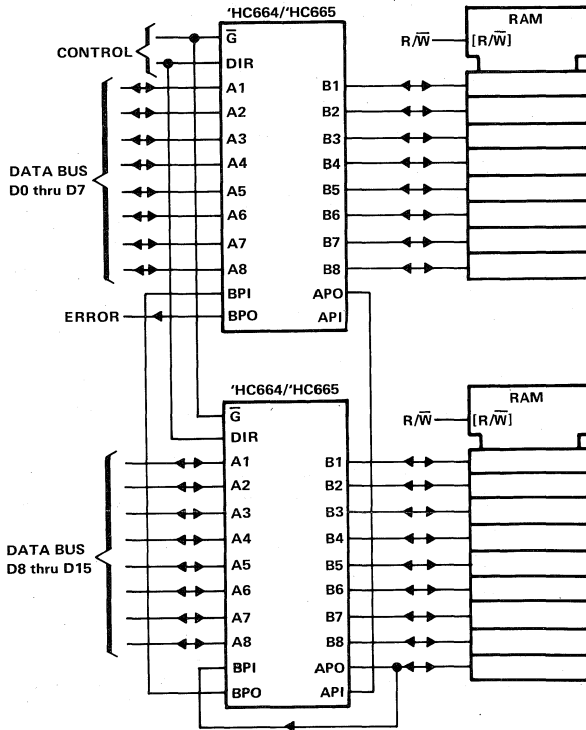 'HC664/'HC665
RAM
CONTROL
G̅
DIR
R/W̅
[R/W̅]
DATA BUS
D0 thru D7
A1
A2
A3
A4
A5
A6
A7
A8
BPI
BPO
B1
B2
B3
B4
B5
B6
B7
B8
APO
API
ERROR
'HC664/'HC665
RAM
G̅
DIR
R/W̅
[R/W̅]
DATA BUS
D8 thru D15
A1
A2
A3
A4
A5
A6
A7
A8
BPI
BPO
B1
B2
B3
B4
B5
B6
B7
B8
APO
API